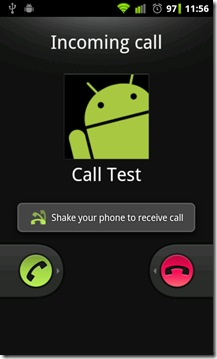 97 11:56
Incoming call
Call Test
Shake your phone to receive call